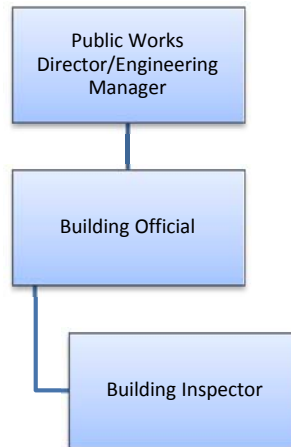 Public Works
Director/Engineering
Manager
Building Official
Building Inspector